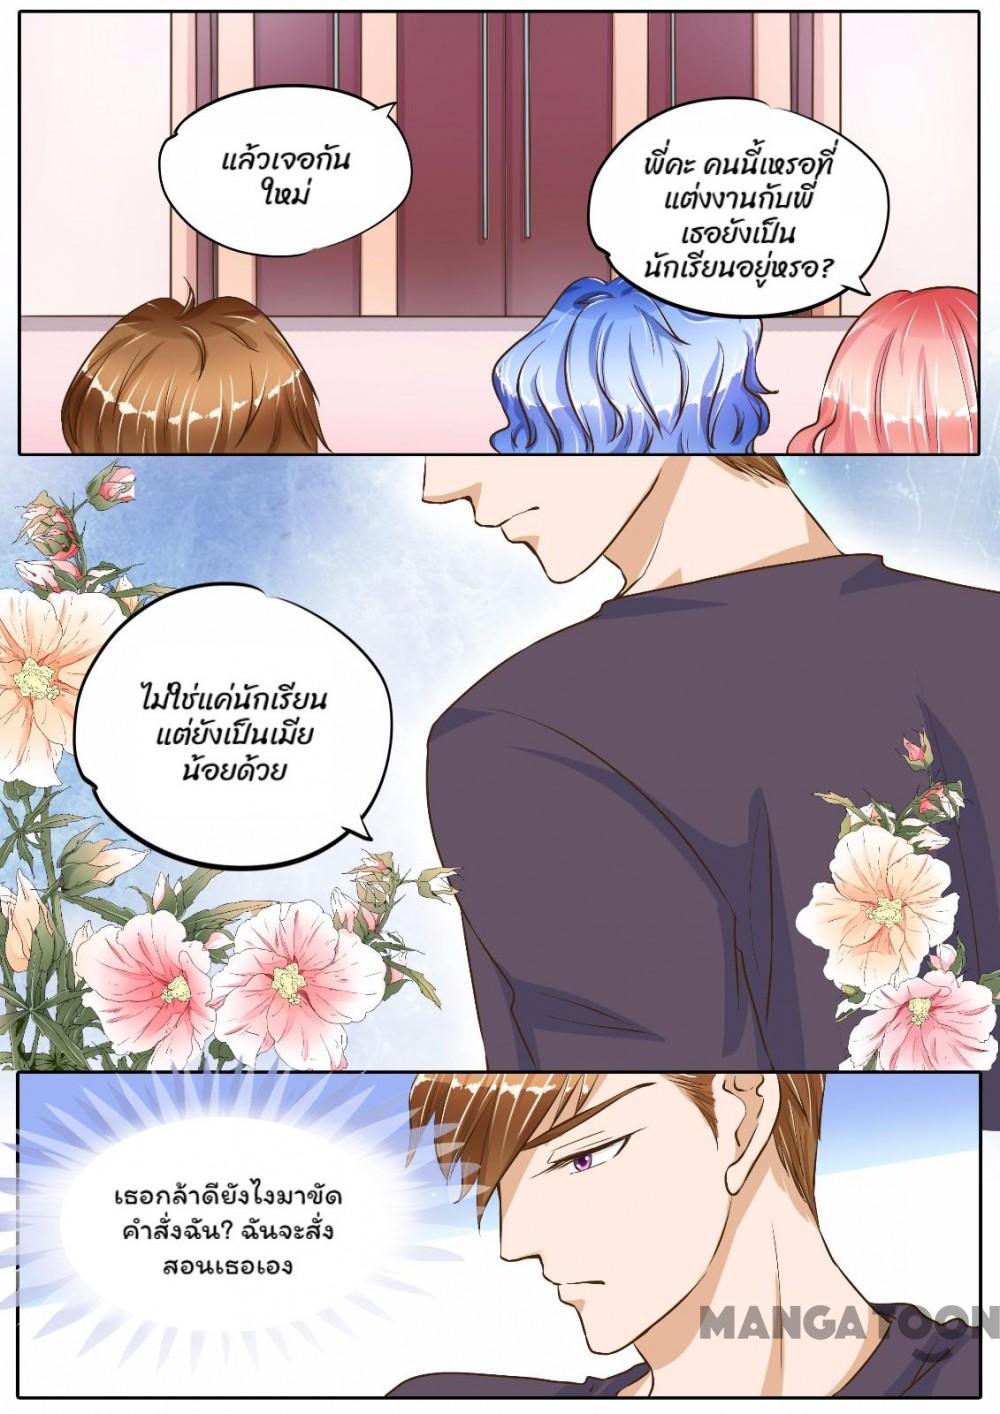 แล้วเจอกัน
ใหม่
พี่คะ คนนี้เหรอที่
แต่งงานกับพี่
เธอยังเป็น
นักเรียนอยู่หรอ?
ไม่ใช่แค่นักเรียน
แต่ยังเป็นเมีย
น้อยด้วย
เธอกล้าดียังไงมาขัด
คำสั่งฉัน? ฉันจะสั่ง
สอนเธอเอง
MANGATOON